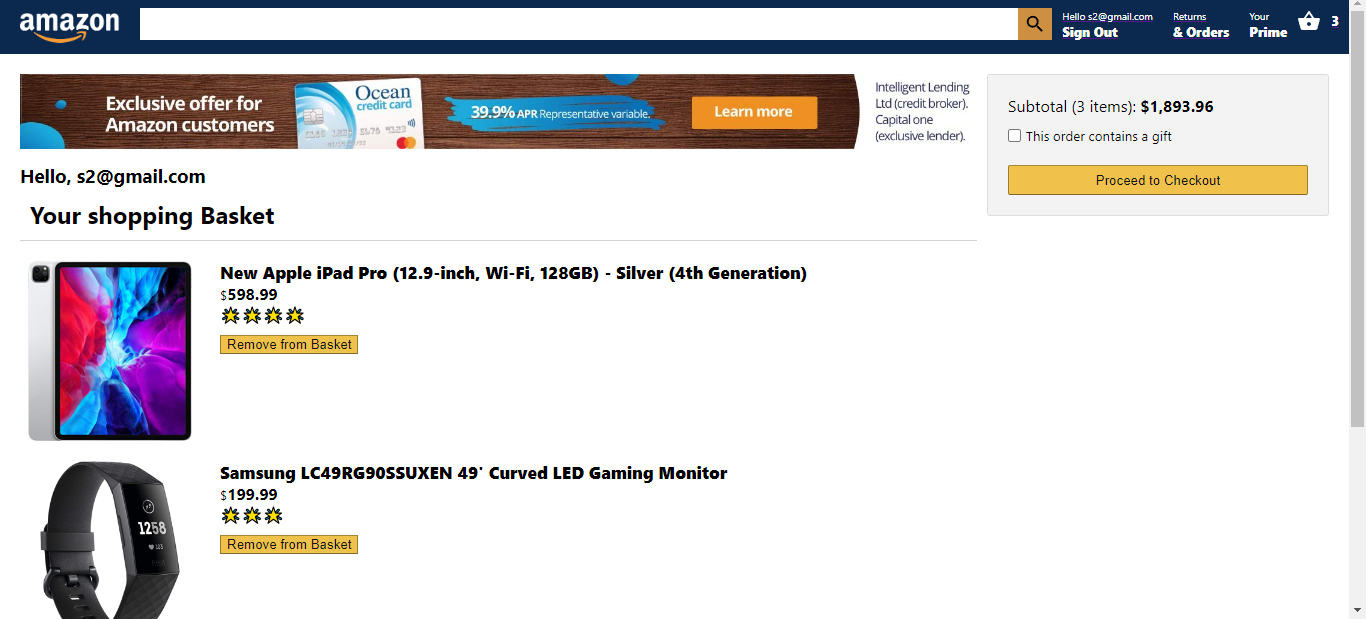 amazon
Hello s2@gmail.com
Sign Out
Returns
& Orders
Your
Prime
3
Exclusive offer for
Amazon customers
Ocean
credit card
39.9% APR Representative variable.
Learn more
Intelligent Lending
Ltd (credit broker).
Capital one
(exclusive lender).
Subtotal (3 items): $1,893.96
This order contains a gift
Proceed to Checkout
Hello, s2@gmail.com
Your shopping Basket
New Apple iPad Pro (12.9-inch, Wi-Fi, 128GB) - Silver (4th Generation)
$598.99
Remove from Basket
Samsung LC49RG90SSUXEN 49' Curved LED Gaming Monitor
$199.99
Remove from Basket
1258